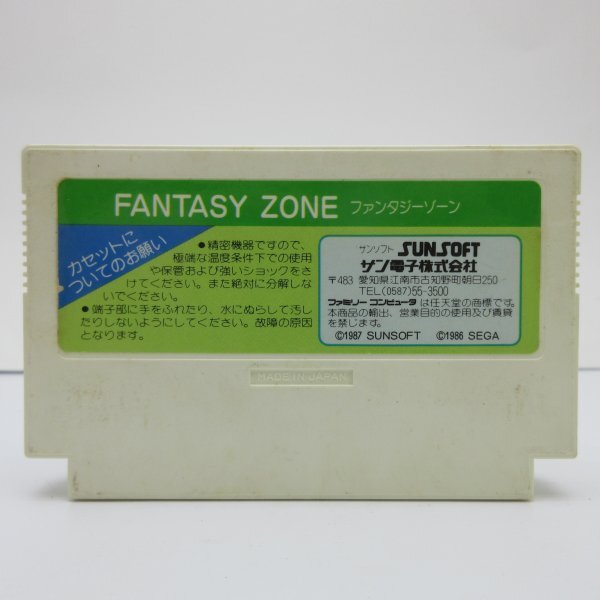 FANTASY ZONE ファンタジーゾーン
カセットに
ついてのお願い
●精密機器ですので、
極端な温度条件下での使用
や保管および強いショックをさ
けてください。また絶対に分解しな
いでください。
●端子部に手をふれたり、水にぬらして汚し
たりしないようにしてください。故障の原因
となります。
サンソフト SUNSOFT
サン電子株式会社
〒483 愛知県江南市古知野町朝日250
TEL(0587)55-3500
ファミリー コンピュータ は任天堂の商標です。
本商品の輸出、営業目的の使用及び賃貸
を禁じます。
©1987 SUNSOFT ©1986 SEGA
MADE IN JAPAN